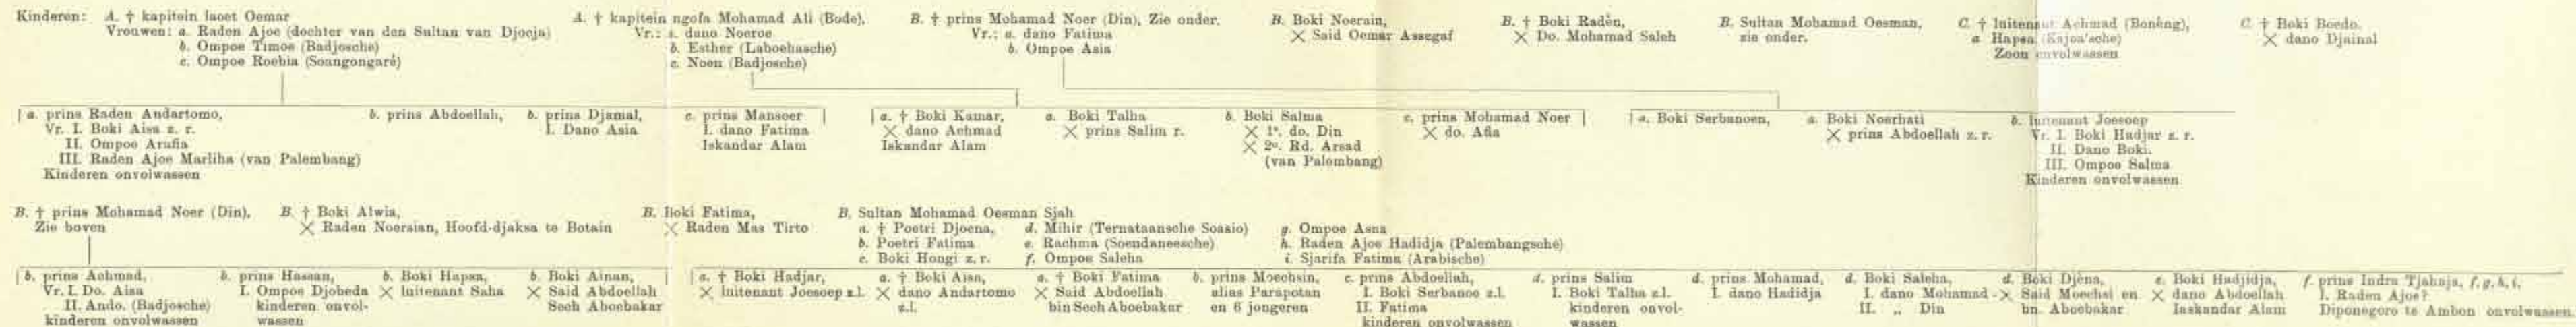 Kinderen:
A. † kapitein laoet Oemar
Vrouwen: a. Raden Ajoe (dochter van den Sultan van Djocja)
b. Ompoe Timoe (Badjosche)
c. Ompoe Roebia (Soangongaré)
A. † kapitein ngofa Mohamad Ali (Bude),
Vr.: a. dano Noeroe
b. Esther (Laboehasche)
c. Noen (Badjosche)
B. † prins Mohamad Noer (Din), Zie onder.
Vr.: a. dano Fatima
b. Ompoe Asia
B. Boki Noerain,
× Said Oemar Assegaf
B. † Boki Radèn,
× Do. Mohamad Saleh
B. Sultan Mohamad Oesman,
zie onder.
C. † luitenant Achmad (Bonèng),
a Hapsa (Kajoa'sche)
Zoon onvolwassen
C. † Boki Boedo.
× dano Djainal
a. prins Raden Andartomo,
Vr. I. Boki Aisa z. r.
II. Ompoe Arafia
III. Raden Ajoe Marliha (van Palembang)
Kinderen onvolwassen
b. prins Abdoellah,
b. prins Djamal,
I. Dano Asia
c. prins Mansoer
I. dano Fatima
Iskandar Alam
a. † Boki Kamar,
× dano Achmad
Iskandar Alam
a. Boki Talha
× prins Salim r.
b. Boki Salma
× 1°. do. Din
× 2°. Rd. Arsad
(van Palembang)
c. prins Mohamad Noer
× do. Afia
a. Boki Serbanoen,
a. Boki Noerhati
× prins Abdoellah z. r.
b. luitenant Joesoep
Vr. I. Boki Hadjar z. r.
II. Dano Boki.
III. Ompoe Salma
Kinderen onvolwassen
B. † prins Mohamad Noer (Din),
Zie boven
B. † Boki Alwia,
× Raden Noersian, Hoofd-djaksa te Botain
B. Boki Fatima,
× Raden Mas Tirto
B. Sultan Mohamad Oesman Sjah
a. † Poetri Djoena,
b. Poetri Fatima
c. Boki Hongi z. r.
d. Mihir (Ternataansche Soasio)
e. Rachma (Soendaneesche)
f. Ompoe Saleha
g. Ompoe Asna
h. Raden Ajoe Hadidja (Palembangsche)
i. Sjarifa Fatima (Arabische)
b. prins Achmad,
Vr. I. Do. Aisa
II. Ando. (Badjosche)
kinderen onvolwassen
b. prins Hassan,
I. Ompoe Djobeda
kinderen onvol-
wassen
b. Boki Hapsa,
× luitenant Saha
b. Boki Ainan,
× Said Abdoellah
Sech Aboebakar
a. † Boki Hadjar,
× luitenant Joesoep z.l.
a. † Boki Aisa,
× dano Andartomo
z.l.
a. † Boki Fatima
× Said Abdoellah
bin Sech Aboebakar
b. prins Moechsin,
alias Parapotan
en 6 jongeren
c. prins Abdoellah,
I. Boki Serbanoe z.l.
II. Fatima
kinderen onvolwassen
d. prins Salim
I. Boki Talha z.l.
kinderen onvol-
wassen
d. prins Mohamad,
I. dano Hadidja
d. Boki Saleha,
I. dano Mohamad
II. „ Din
d. Boki Djèna,
× Said Moechsi en
bn. Aboebakar
e. Boki Hadjidja,
× dano Abdoellah
Iaskandar Alam
f. prins Indra Tjahaja, f, g, h, i,
I. Raden Ajoe?
Diponegoro te Ambon onvolwassen